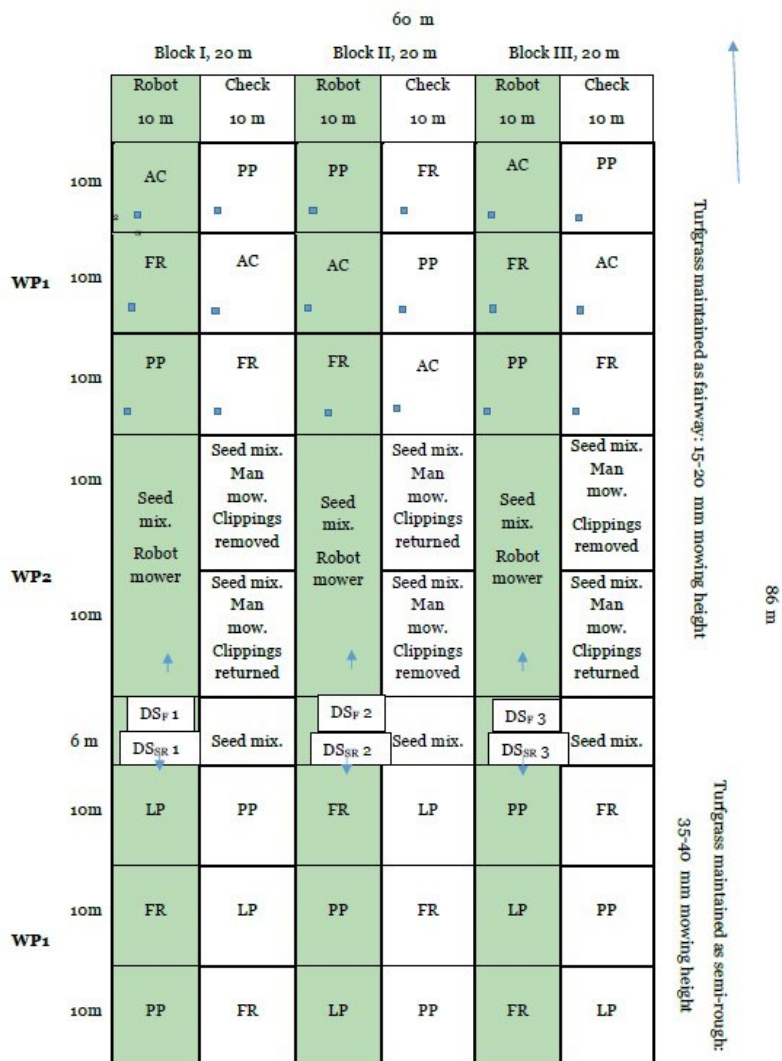 60 m
Block I, 20 m Block II, 20 m Block III, 20 m
Robot Check Robot Check Robot Check
10 m 10 m 10 m 10 m 10 m 10 m
10m AC PP PP FR AC PP
2
WP1 10m FR AC AC PP FR AC
10m PP FR FR AC PP FR
Turfgrass maintained as fairway: 15-20 mm mowing height
86 m
WP2
10m
10m
Seed
mix.
Robot
mower
Seed mix.
Man
mow.
Clippings
removed
Seed mix.
Man
mow.
Clippings
returned
Seed
mix.
Robot
mower
Seed mix.
Man
mow.
Clippings
returned
Seed mix.
Man
mow.
Clippings
removed
Seed
mix.
Robot
mower
Seed mix.
Man
mow.
Clippings
removed
Seed mix.
Man
mow.
Clippings
returned
DSF 1 DSF 2 DSF 3
6 m DSSR 1 Seed mix. DSSR 2 Seed mix. DSSR 3 Seed mix.
10m LP PP FR LP PP FR
WP1 10m FR LP PP FR LP PP
10m PP FR LP PP FR LP
Turfgrass maintained as semi-rough:
35-40 mm mowing height